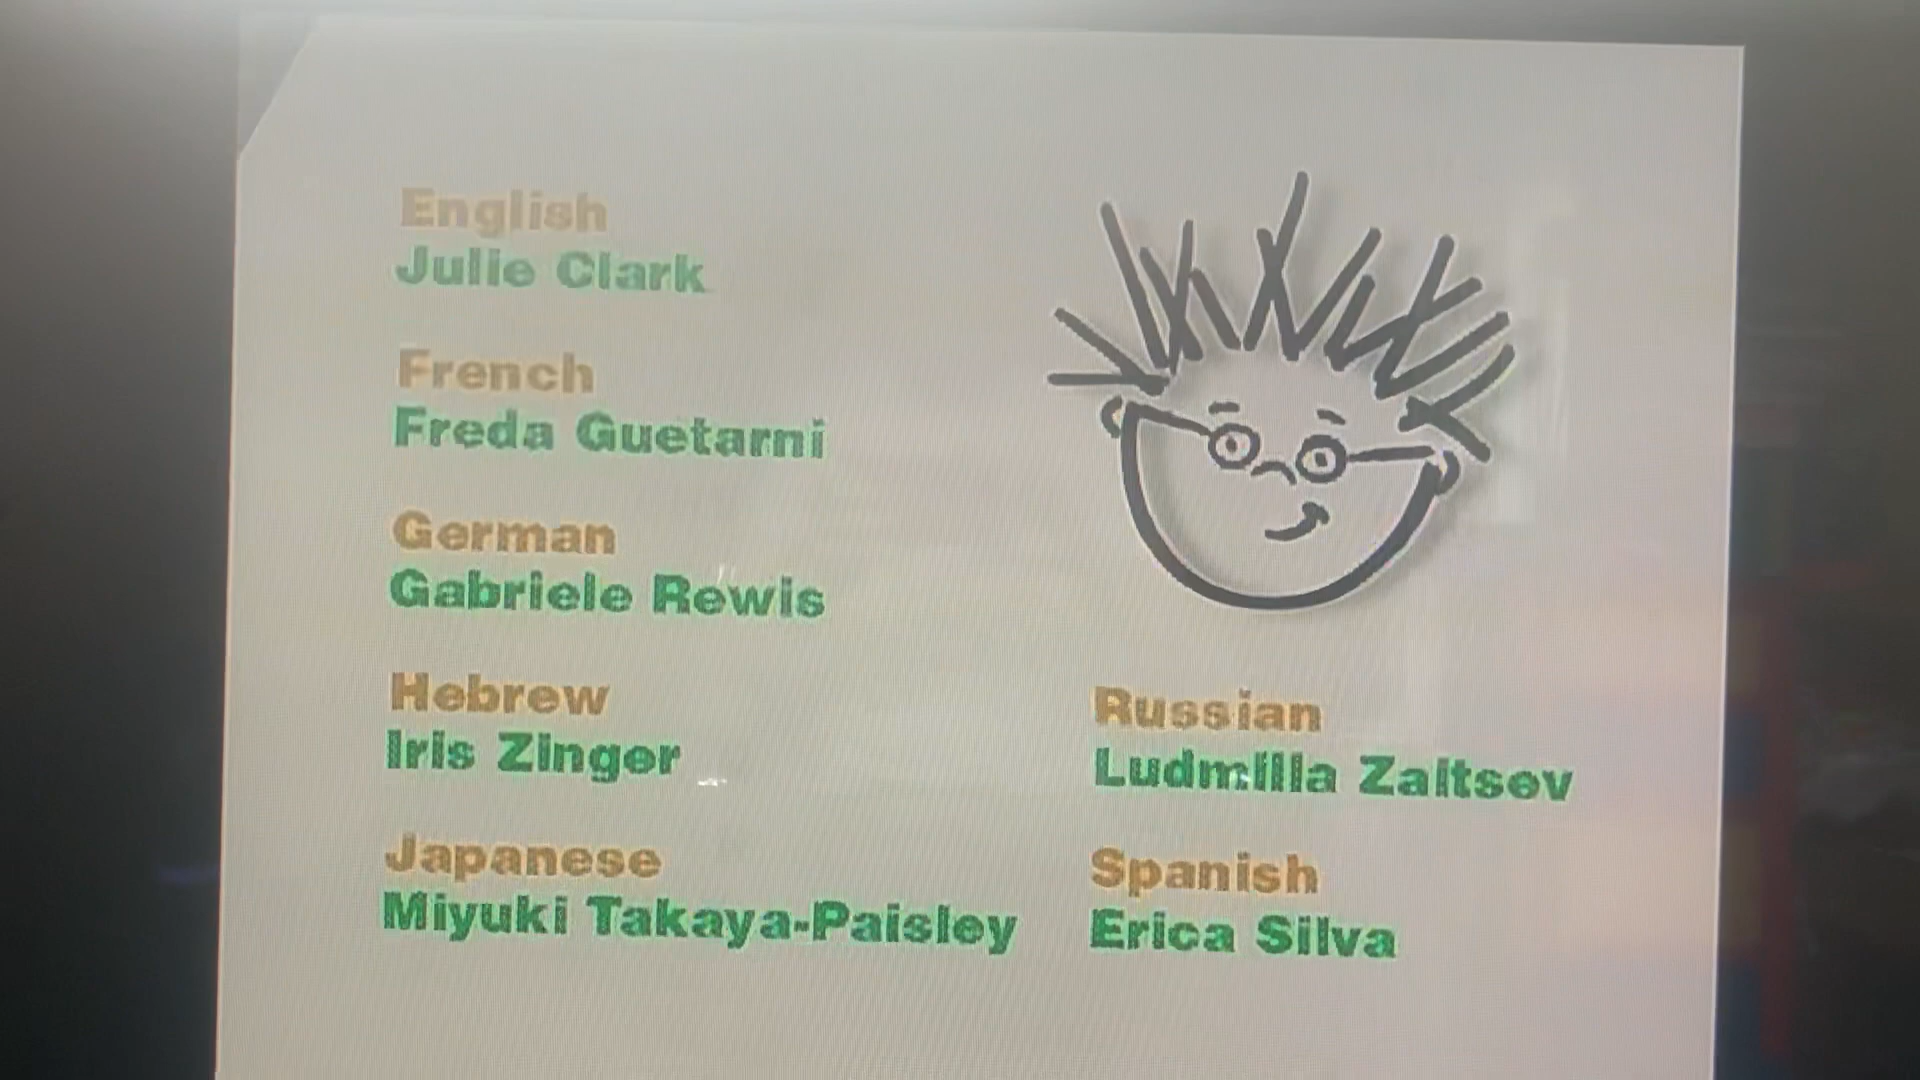 English
Julie Clark
French
Freda Guetarni
German
Gabriele Rewis
Hebrew
Iris Zinger
Japanese
Miyuki Takaya-Paisley
Russian
Ludmilla Zaitsev
Spanish
Erica Silva